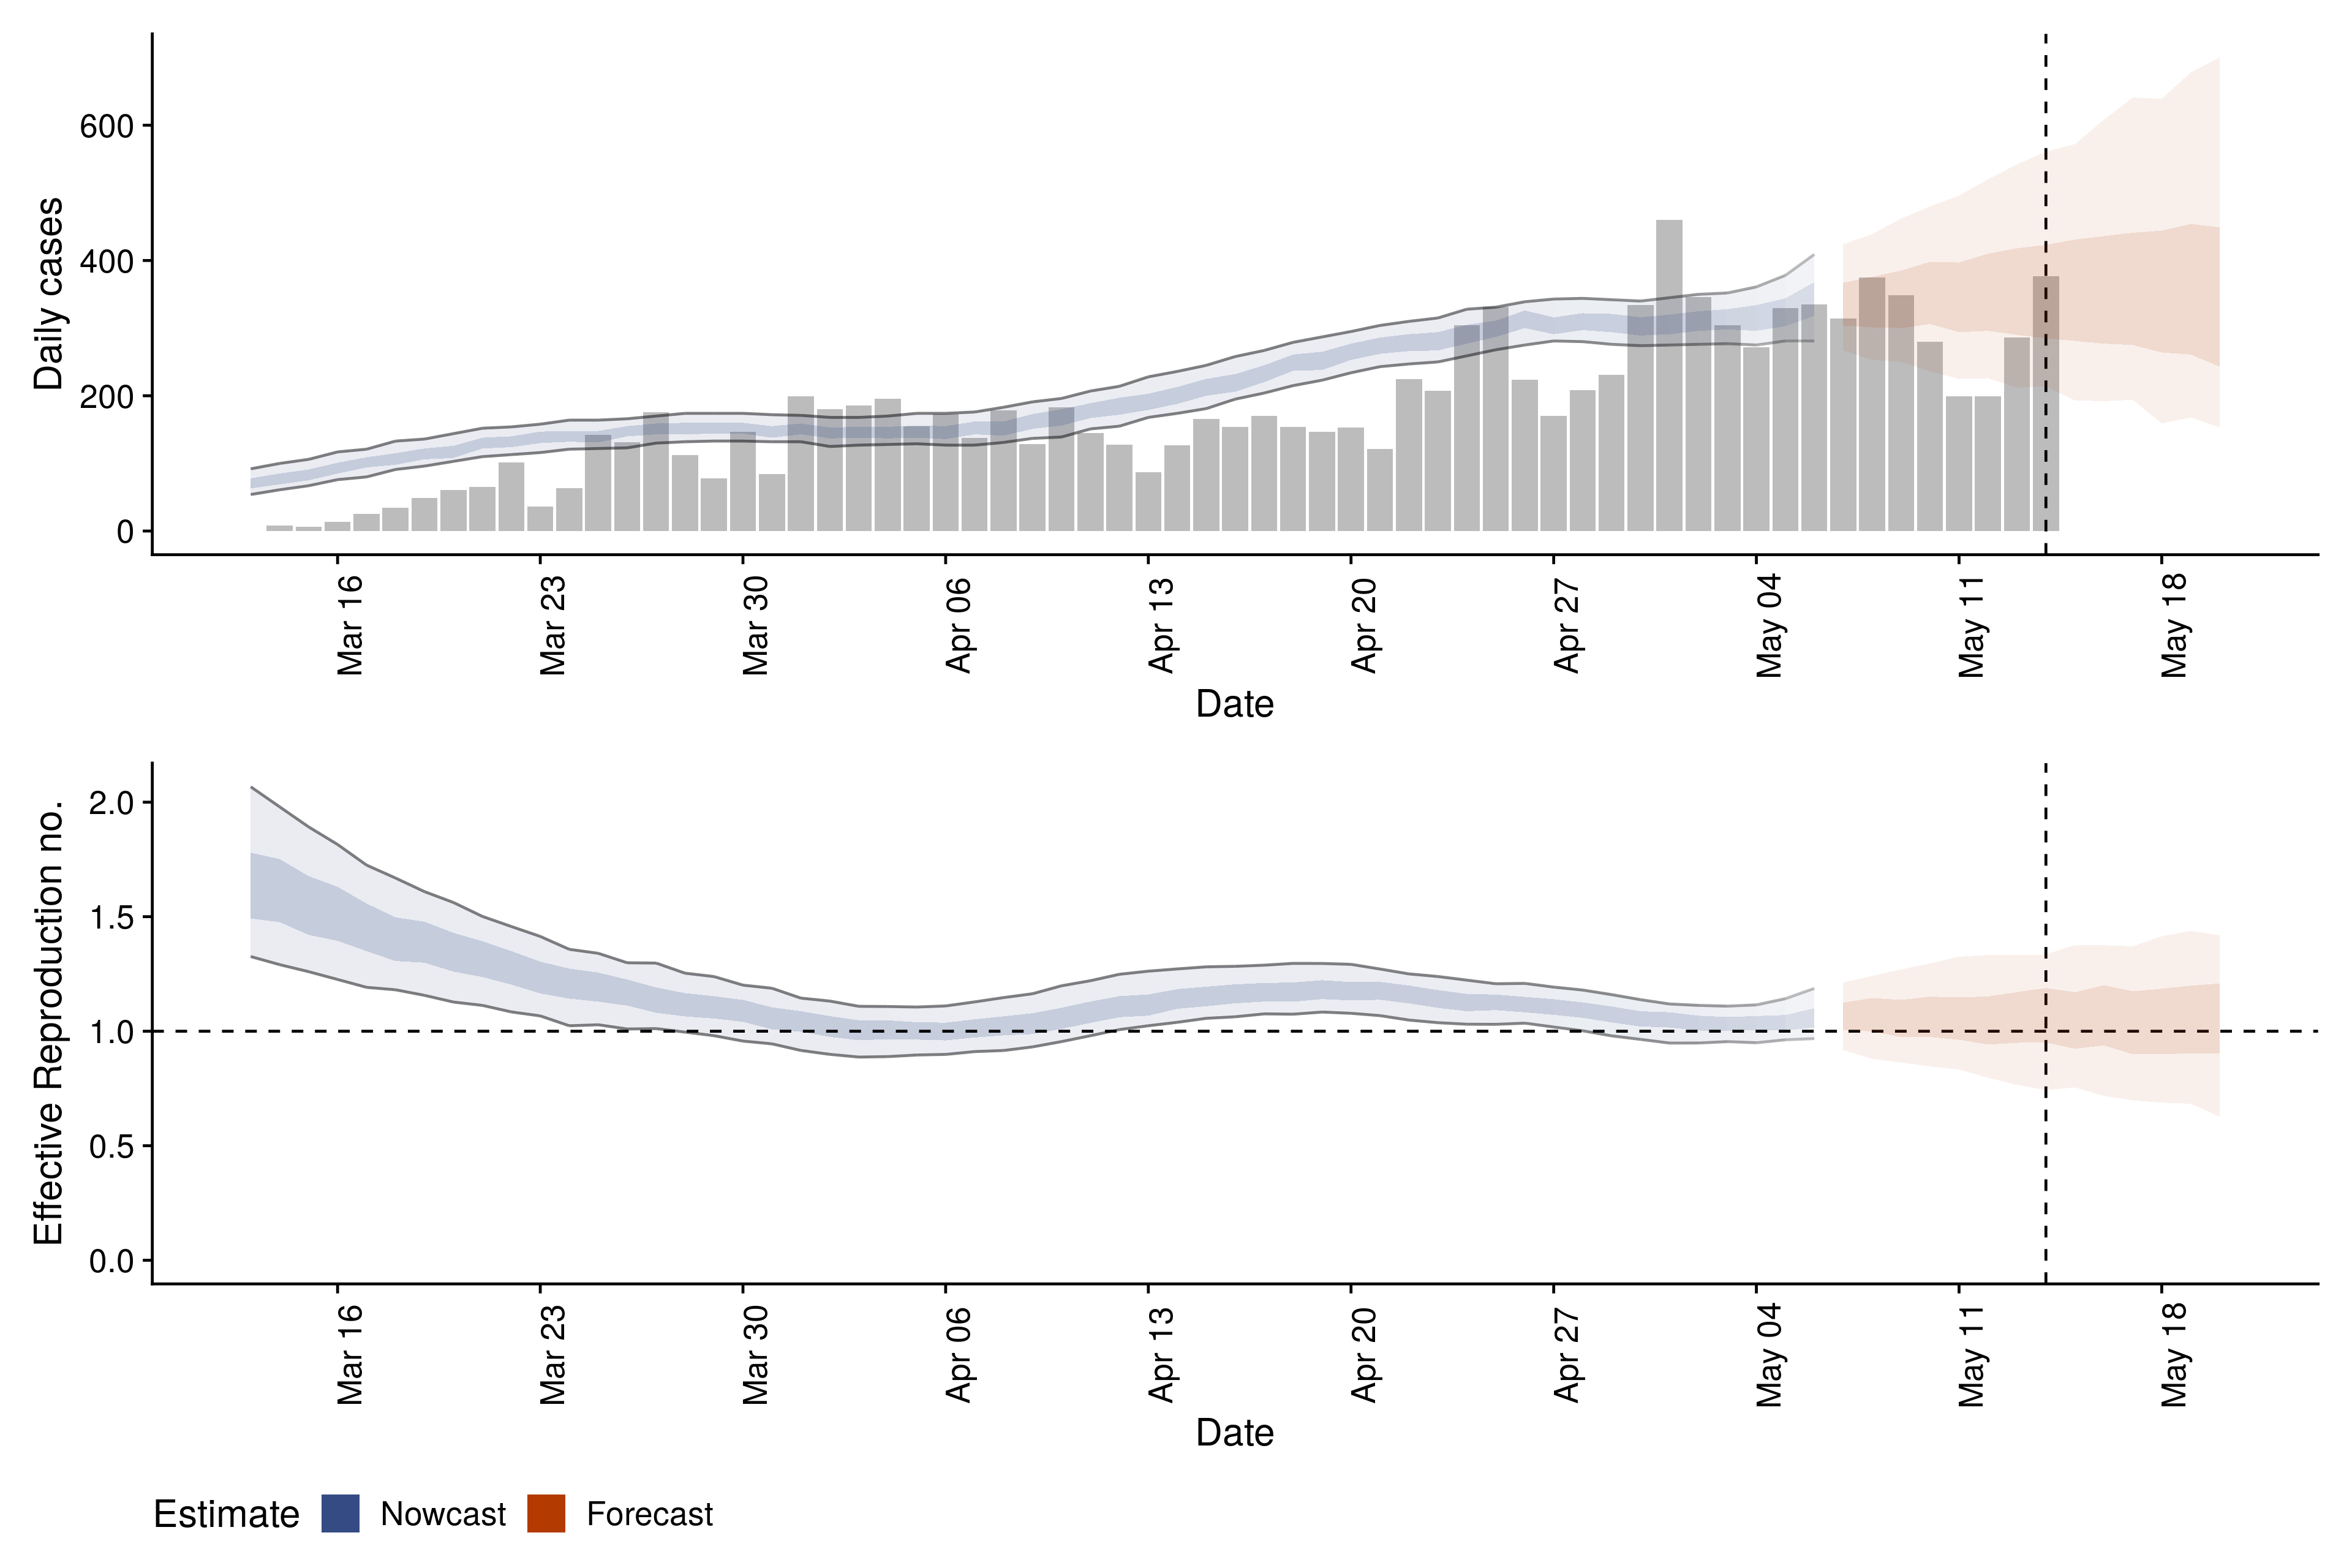 Daily cases
600
400
200
0
Mar 16
Mar 23
Mar 30
Apr 06
Apr 13
Apr 20
Apr 27
May 04
May 11
May 18
Date
Effective Reproduction no.
2.0
1.5
1.0
0.5
0.0
Mar 16
Mar 23
Mar 30
Apr 06
Apr 13
Apr 20
Apr 27
May 04
May 11
May 18
Date
Estimate Nowcast Forecast